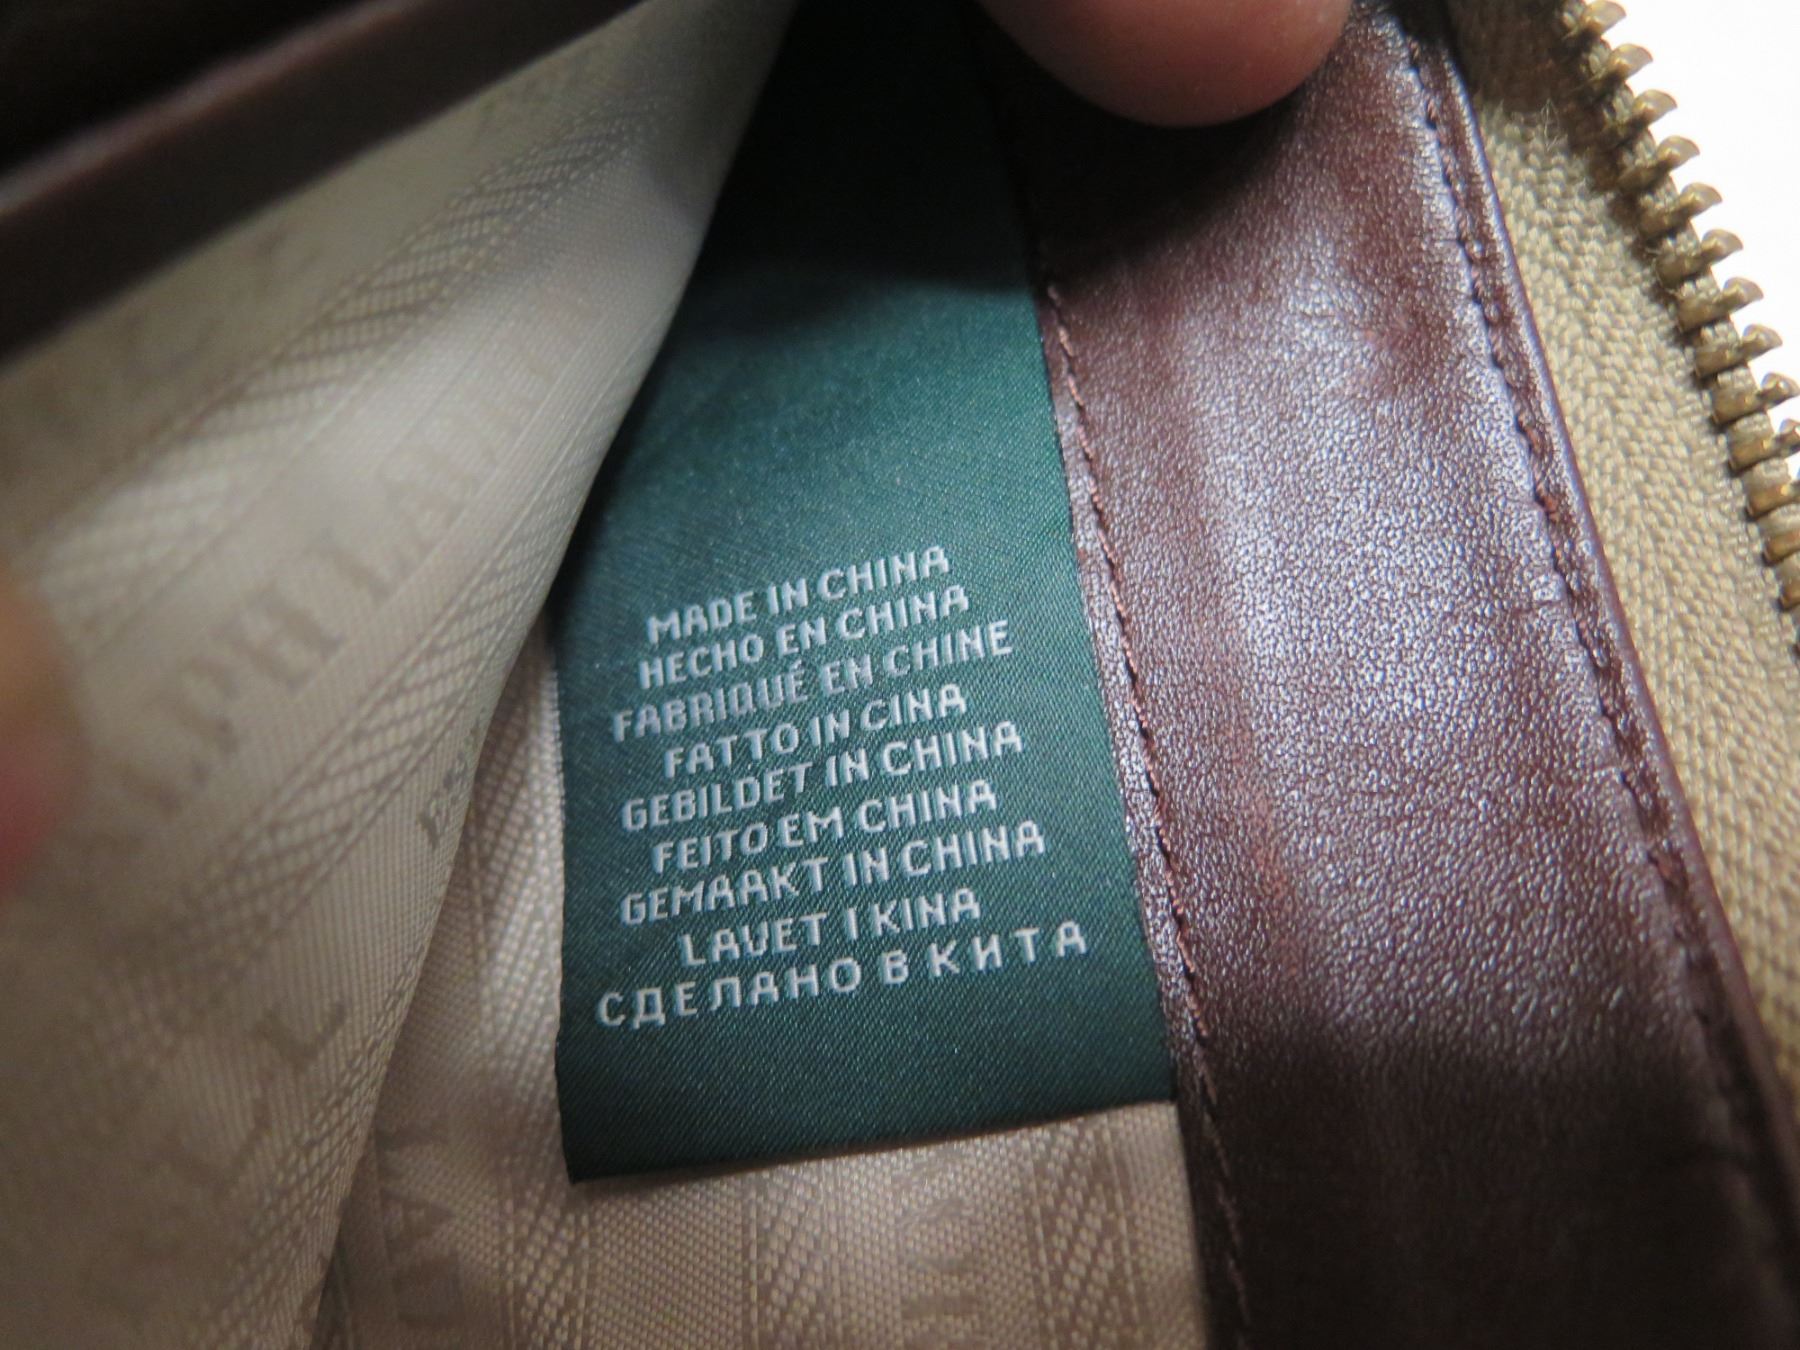 MADE IN CHINA
HECHO EN CHINA
FABRIQUÉ EN CHINE
FATTO IN CINA
GEBILDET IN CHINA
FEITO EM CHINA
GEMAAKT IN CHINA
LAVET I KINA
СДЕЛАНО В КИТА